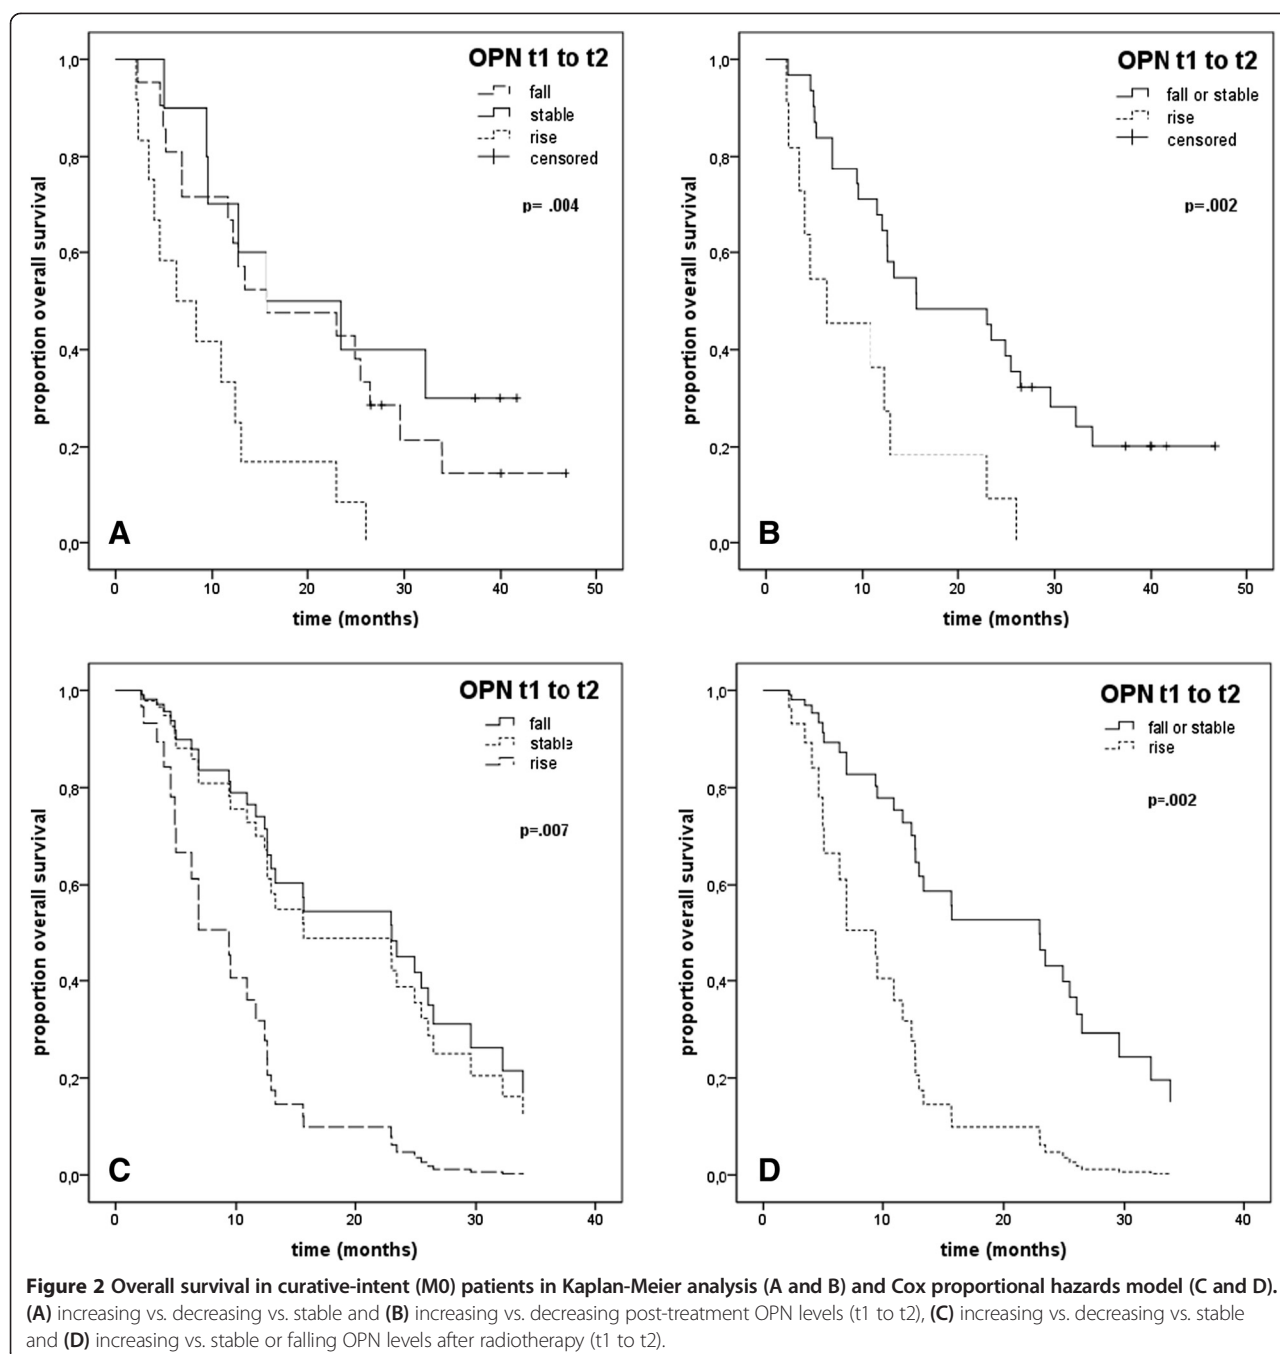 OPN t1 to t2
fall
stable
rise
censored
p= .004
1,0
0,8
0,6
0,4
0,2
0,0
proportion overall survival
A
0 10 20 30 40 50
time (months)
OPN t1 to t2
fall or stable
rise
censored
p=.002
1,0
0,8
0,6
0,4
0,2
0,0
proportion overall survival
B
0 10 20 30 40 50
time (months)
OPN t1 to t2
fall
stable
rise
p=.007
1,0
0,8
0,6
0,4
0,2
0,0
proportion overall survival
C
0 10 20 30 40
time (months)
OPN t1 to t2
fall or stable
rise
p=.002
1,0
0,8
0,6
0,4
0,2
0,0
proportion overall survival
D
0 10 20 30 40
time (months)
Figure 2 Overall survival in curative-intent (M0) patients in Kaplan-Meier analysis (A and B) and Cox proportional hazards model (C and D).
(A) increasing vs. decreasing vs. stable and (B) increasing vs. decreasing post-treatment OPN levels (t1 to t2), (C) increasing vs. decreasing vs. stable
and (D) increasing vs. stable or falling OPN levels after radiotherapy (t1 to t2).